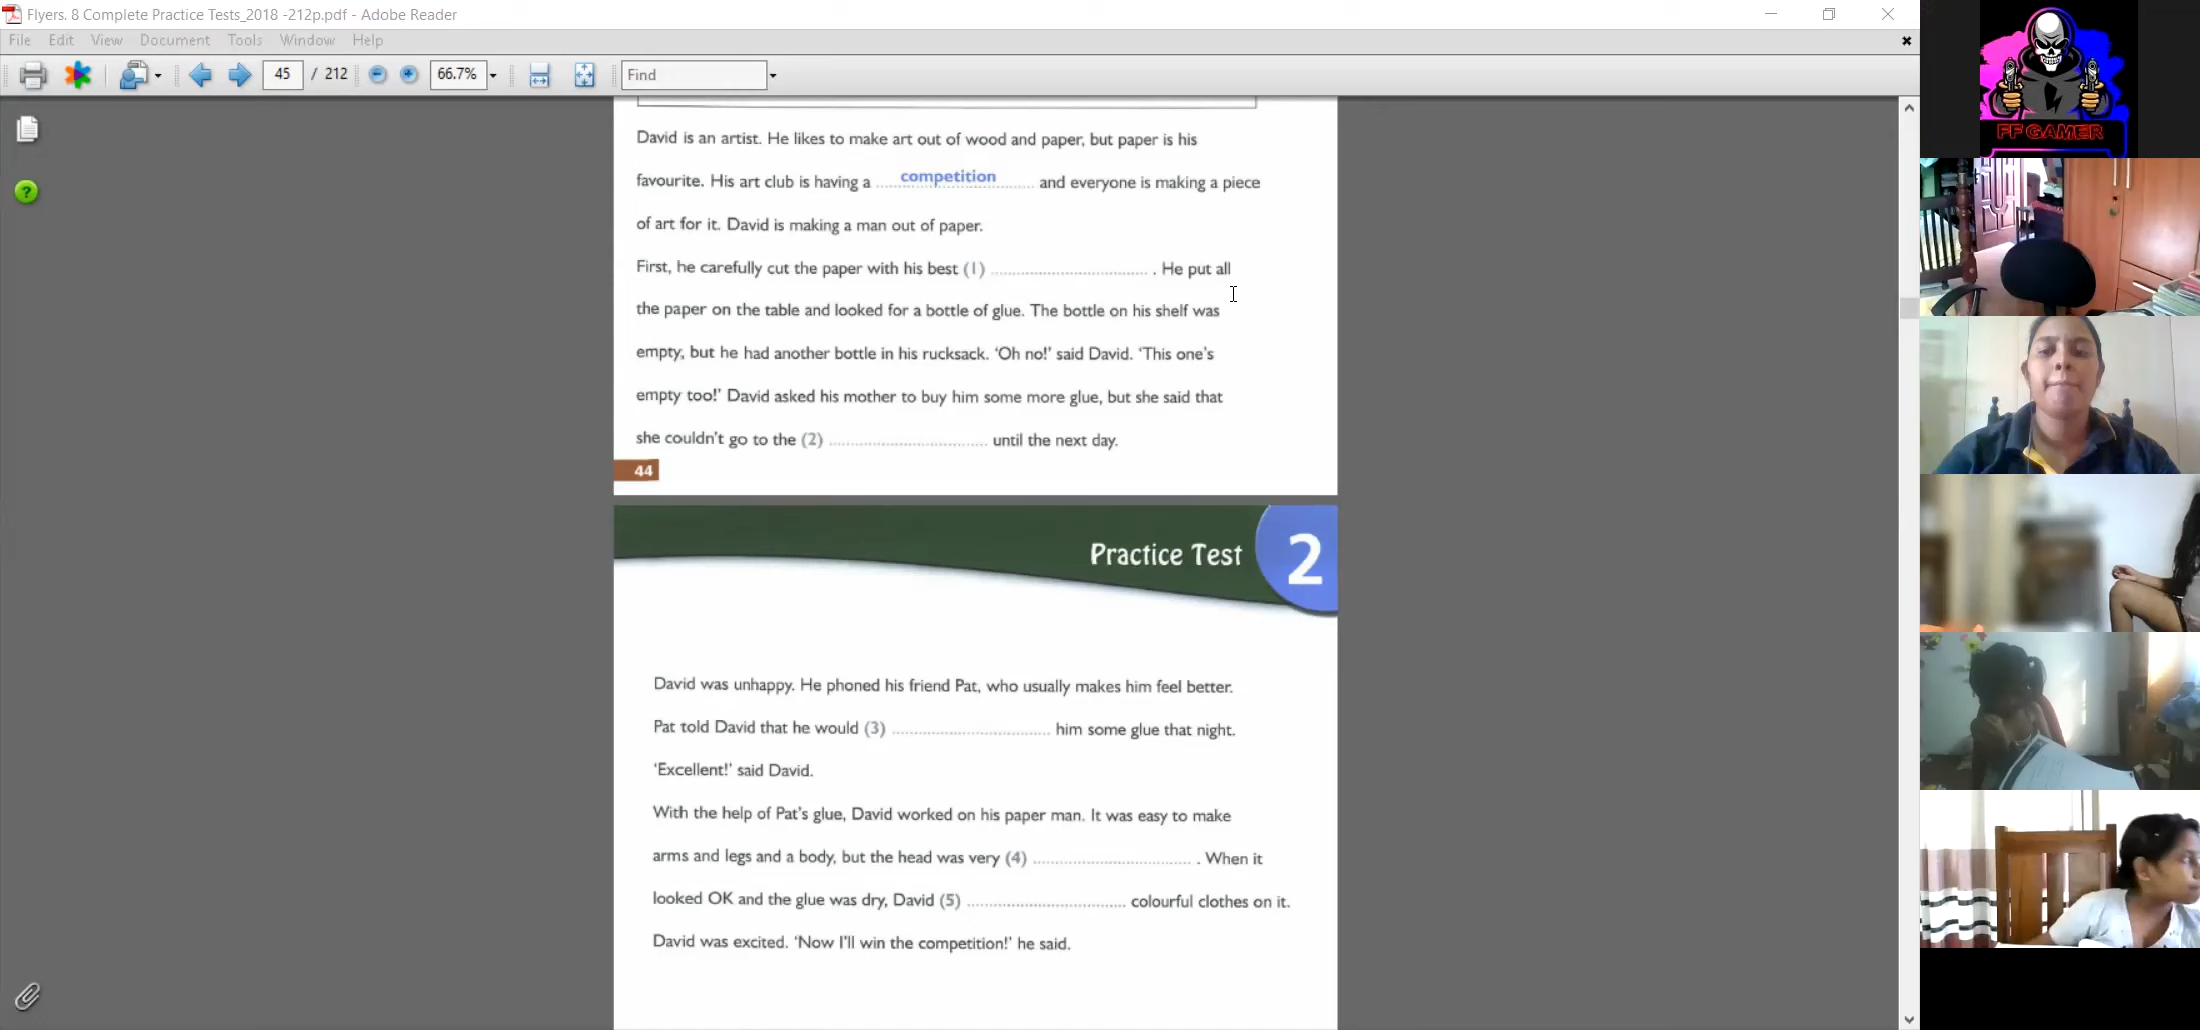 Flyers. 8 Complete Practice Tests_2018 -212p.pdf - Adobe Reader
File Edit View Document Tools Window Help
45 / 212 66.7% Find
David is an artist. He likes to make art out of wood and paper, but paper is his
favourite. His art club is having a competition and everyone is making a piece
of art for it. David is making a man out of paper.
First, he carefully cut the paper with his best (1) ........................................ . He put all
the paper on the table and looked for a bottle of glue. The bottle on his shelf was
empty, but he had another bottle in his rucksack. ‘Oh no!’ said David. ‘This one’s
empty too!’ David asked his mother to buy him some more glue, but she said that
she couldn’t go to the (2) ........................................ until the next day.
44
Practice Test 2
David was unhappy. He phoned his friend Pat, who usually makes him feel better.
Pat told David that he would (3) ........................................ him some glue that night.
‘Excellent!’ said David.
With the help of Pat’s glue, David worked on his paper man. It was easy to make
arms and legs and a body, but the head was very (4) ........................................ . When it
looked OK and the glue was dry, David (5) ........................................ colourful clothes on it.
David was excited. ‘Now I’ll win the competition!’ he said.
FF GAMER